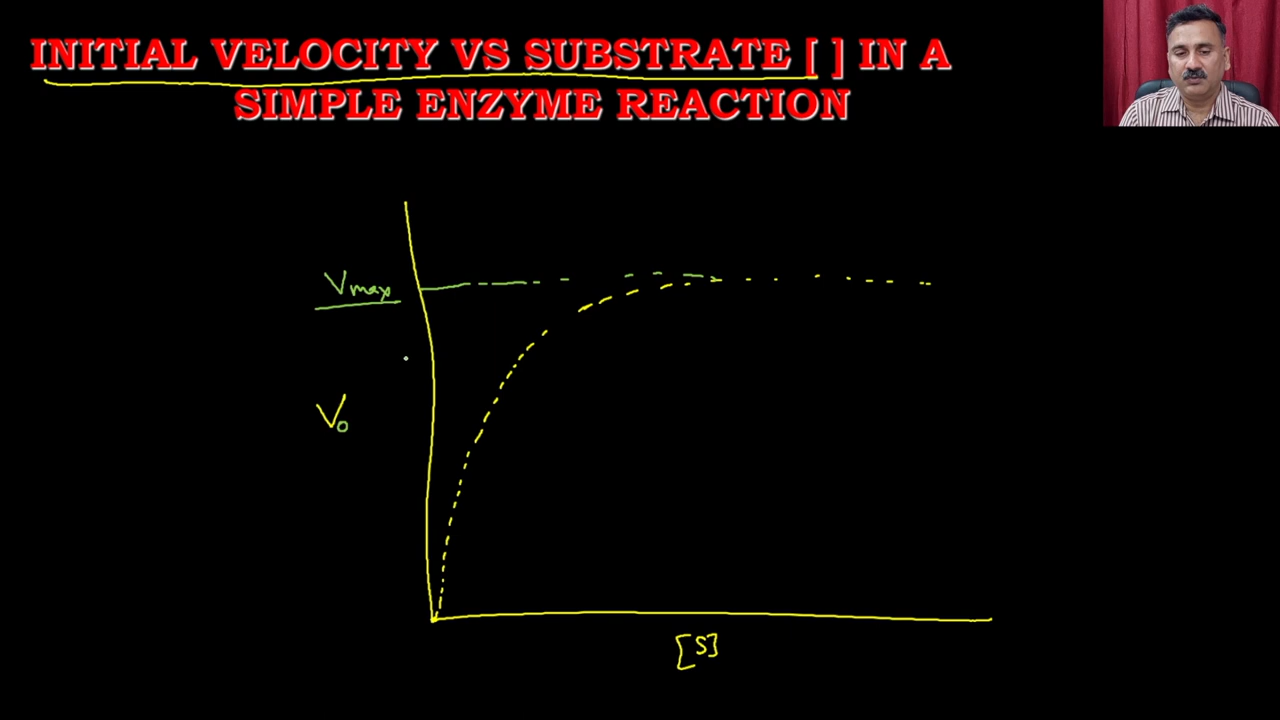 INITIAL VELOCITY VS SUBSTRATE [ ] IN A
SIMPLE ENZYME REACTION
Vmax
V₀
[S]